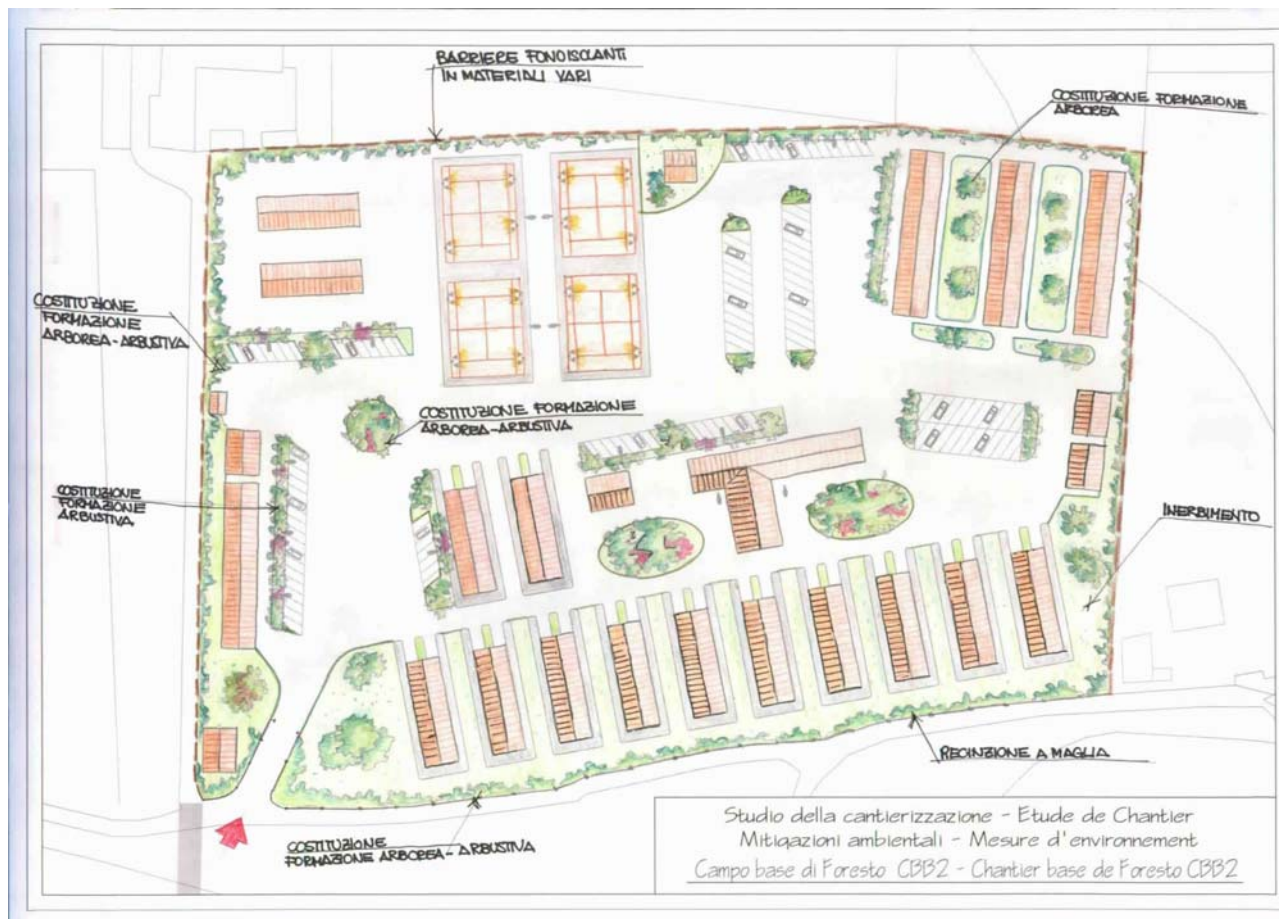 BARRIERE FONOISOLANTI
IN MATERIALI VARI
COSTITUZIONE FORMAZIONE
ARBOREA
COSTITUZIONE
FORMAZIONE
ARBOREA-ARBUSTIVA
COSTITUZIONE FORMAZIONE
ARBOREA-ARBUSTIVA
COSTITUZIONE
FORMAZIONE
ARBUSTIVA
INERBIMENTO
RECINZIONE A MAGLIA
COSTITUZIONE
FORMAZIONE ARBOREA-ARBUSTIVA
Studio della cantierizzazione - Etude de Chantier
Mitigazioni ambientali - Mesure d'environnement
Campo base di Foresto CBB2 - Chantier base de Foresto CBB2